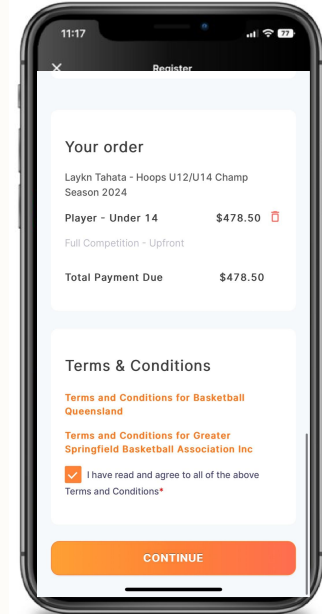 11:17
77
Register
Your order
Laykn Tahata - Hoops U12/U14 Champ
Season 2024
Player - Under 14 $478.50
Full Competition - Upfront
Total Payment Due $478.50
Terms & Conditions
Terms and Conditions for Basketball
Queensland
Terms and Conditions for Greater
Springfield Basketball Association Inc
I have read and agree to all of the above
Terms and Conditions*
CONTINUE